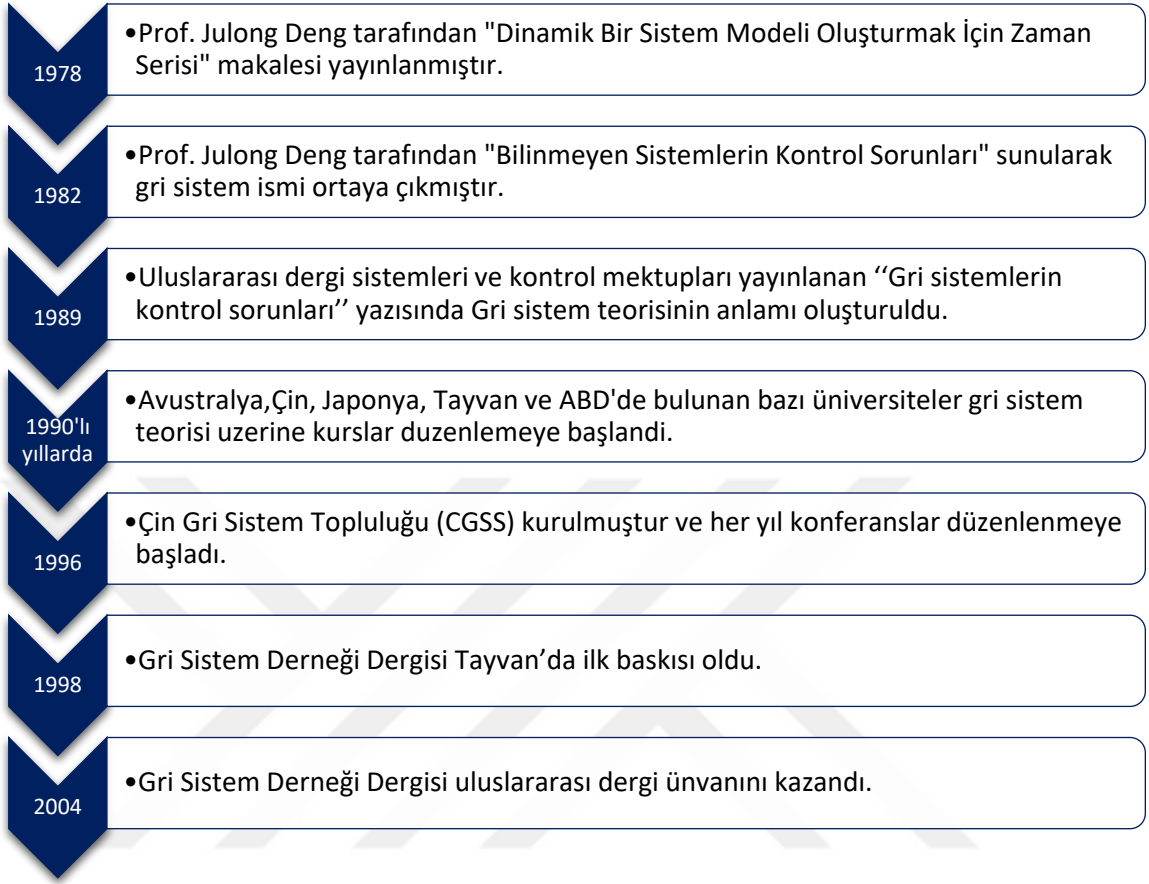 1978
•Prof. Julong Deng tarafından "Dinamik Bir Sistem Modeli Oluşturmak İçin Zaman
Serisi" makalesi yayınlanmıştır.
1982
•Prof. Julong Deng tarafından "Bilinmeyen Sistemlerin Kontrol Sorunları" sunularak
gri sistem ismi ortaya çıkmıştır.
1989
•Uluslararası dergi sistemleri ve kontrol mektupları yayınlanan ‘‘Gri sistemlerin
kontrol sorunları’’ yazısında Gri sistem teorisinin anlamı oluşturuldu.
1990'lı
yıllarda
•Avustralya,Çin, Japonya, Tayvan ve ABD'de bulunan bazı üniversiteler gri sistem
teorisi uzerine kurslar duzenlemeye başlandi.
1996
•Çin Gri Sistem Topluluğu (CGSS) kurulmuştur ve her yıl konferanslar düzenlenmeye
başladı.
1998
•Gri Sistem Derneği Dergisi Tayvan’da ilk baskısı oldu.
2004
•Gri Sistem Derneği Dergisi uluslararası dergi ünvanını kazandı.